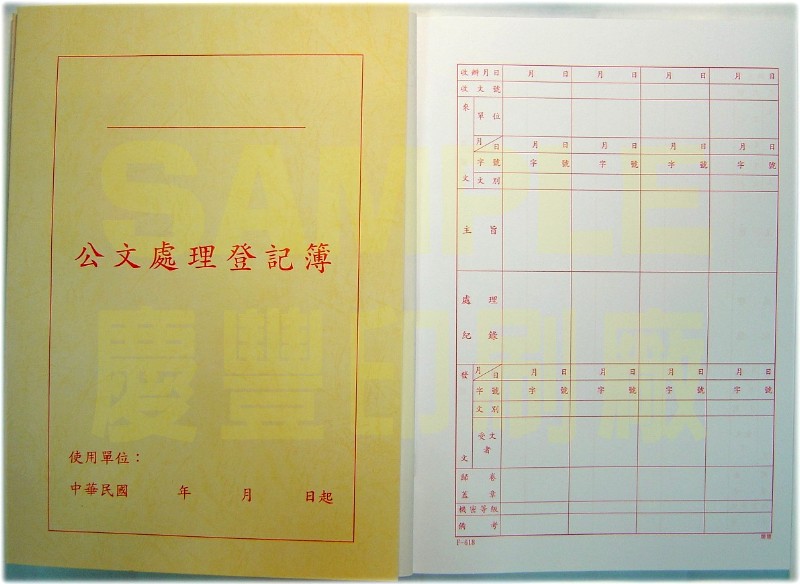 公文處理登記簿
使用單位：
中華民國 年 月 日起
收辦月日 月 日 月 日 月 日 月 日
收文號
來文
單位
月日 月 日 月 日 月 日 月 日
字號 字 號 字 號 字 號 字 號
文別
主旨
處理
紀錄
發文
月日 月 日 月 日 月 日 月 日
字號 字 號 字 號 字 號 字 號
文別
受文者
歸卷
蓋章
機密等級
備考
F-61B
SAMPLE
慶豐印刷廠